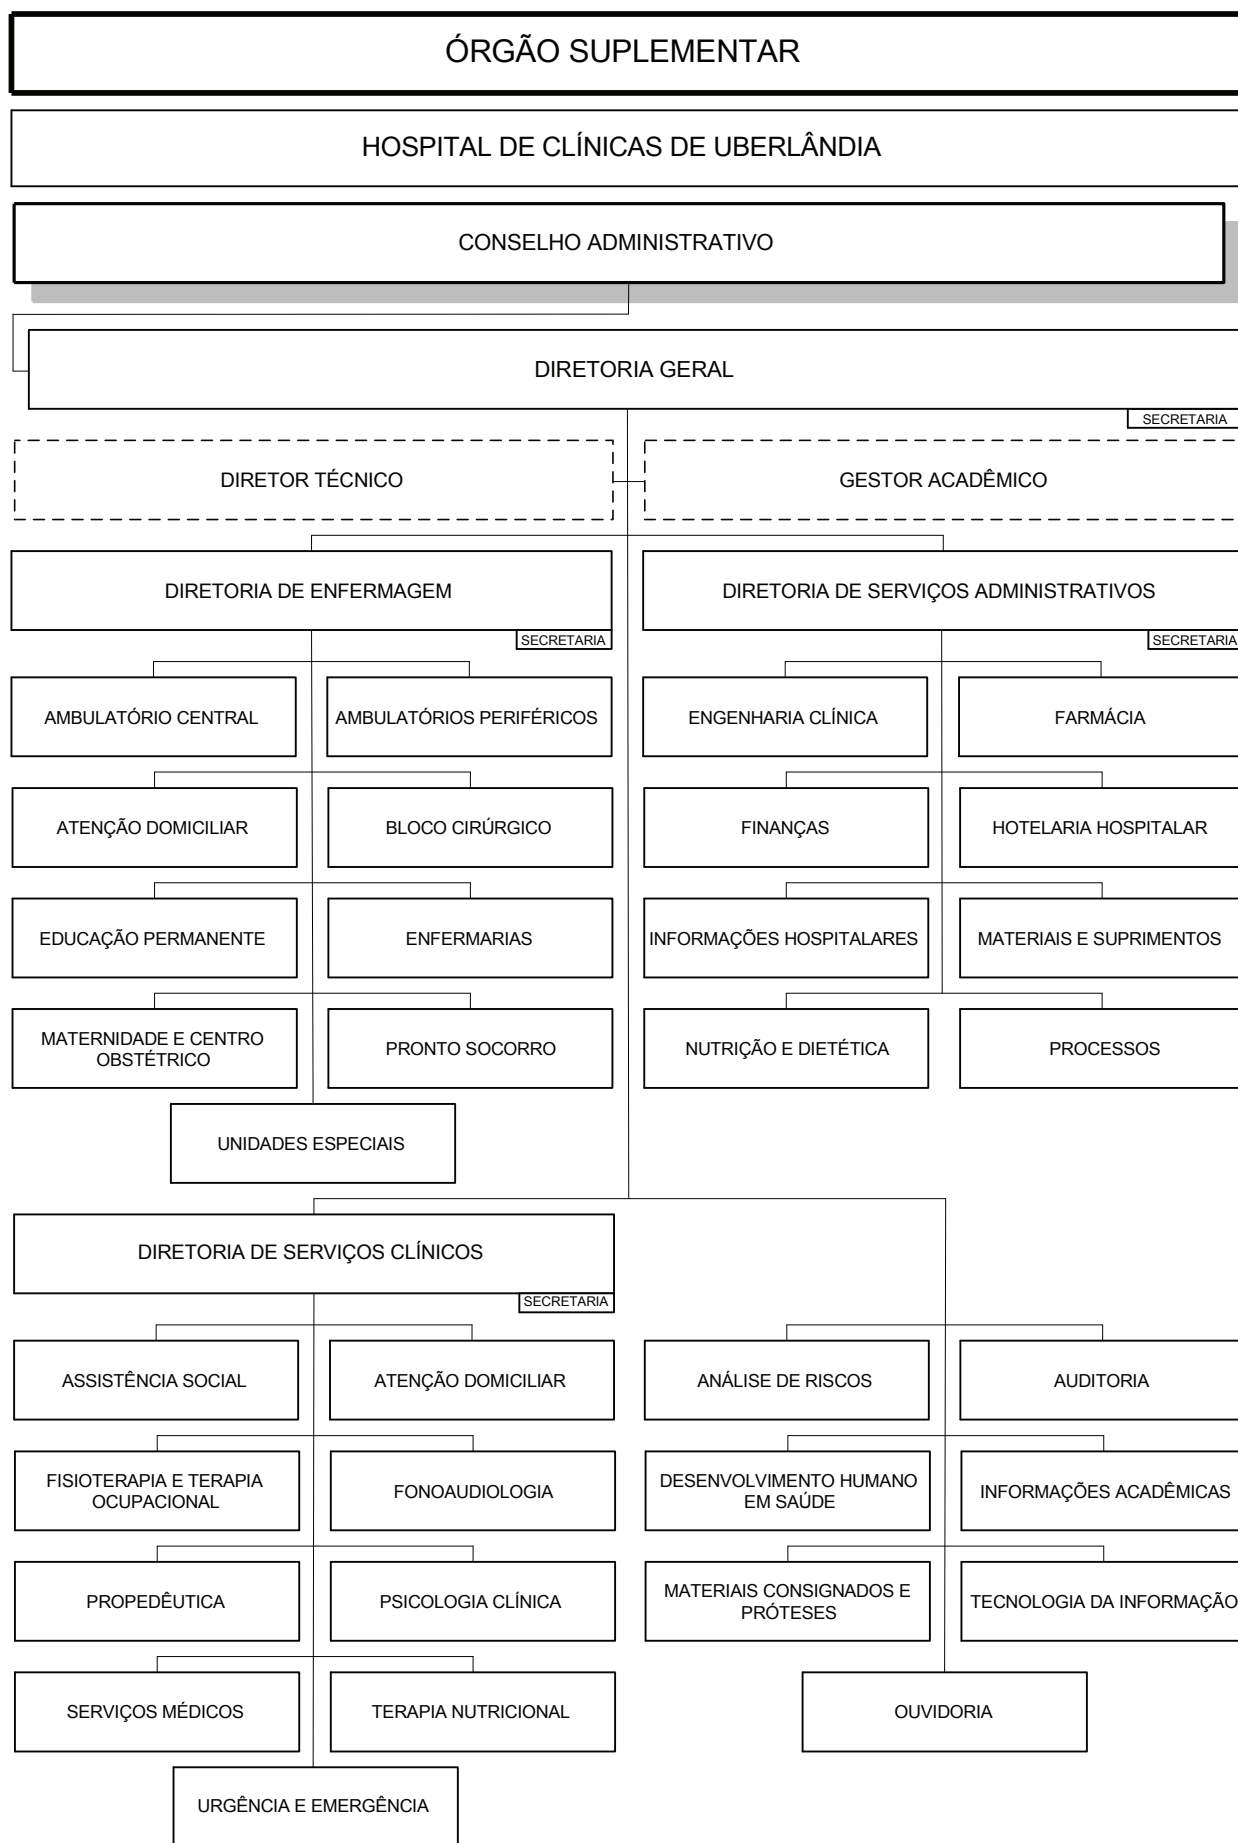 ÓRGÃO SUPLEMENTAR
HOSPITAL DE CLÍNICAS DE UBERLÂNDIA
CONSELHO ADMINISTRATIVO
DIRETORIA GERAL
SECRETARIA
DIRETOR TÉCNICO
GESTOR ACADÊMICO
DIRETORIA DE ENFERMAGEM
DIRETORIA DE SERVIÇOS ADMINISTRATIVOS
SECRETARIA
SECRETARIA
AMBULATÓRIO CENTRAL
AMBULATÓRIOS PERIFÉRICOS
ENGENHARIA CLÍNICA
FARMÁCIA
ATENÇÃO DOMICILIAR
BLOCO CIRÚRGICO
FINANÇAS
HOTELARIA HOSPITALAR
EDUCAÇÃO PERMANENTE
ENFERMARIAS
INFORMAÇÕES HOSPITALARES
MATERIAIS E SUPRIMENTOS
MATERNIDADE E CENTRO
OBSTÉTRICO
PRONTO SOCORRO
NUTRIÇÃO E DIETÉTICA
PROCESSOS
UNIDADES ESPECIAIS
DIRETORIA DE SERVIÇOS CLÍNICOS
SECRETARIA
ASSISTÊNCIA SOCIAL
ATENÇÃO DOMICILIAR
ANÁLISE DE RISCOS
AUDITORIA
FISIOTERAPIA E TERAPIA
OCUPACIONAL
FONOAUDIOLOGIA
DESENVOLVIMENTO HUMANO
EM SAÚDE
INFORMAÇÕES ACADÊMICAS
PROPEDÊUTICA
PSICOLOGIA CLÍNICA
MATERIAIS CONSIGNADOS E
PRÓTESES
TECNOLOGIA DA INFORMAÇÃO
SERVIÇOS MÉDICOS
TERAPIA NUTRICIONAL
OUVIDORIA
URGÊNCIA E EMERGÊNCIA